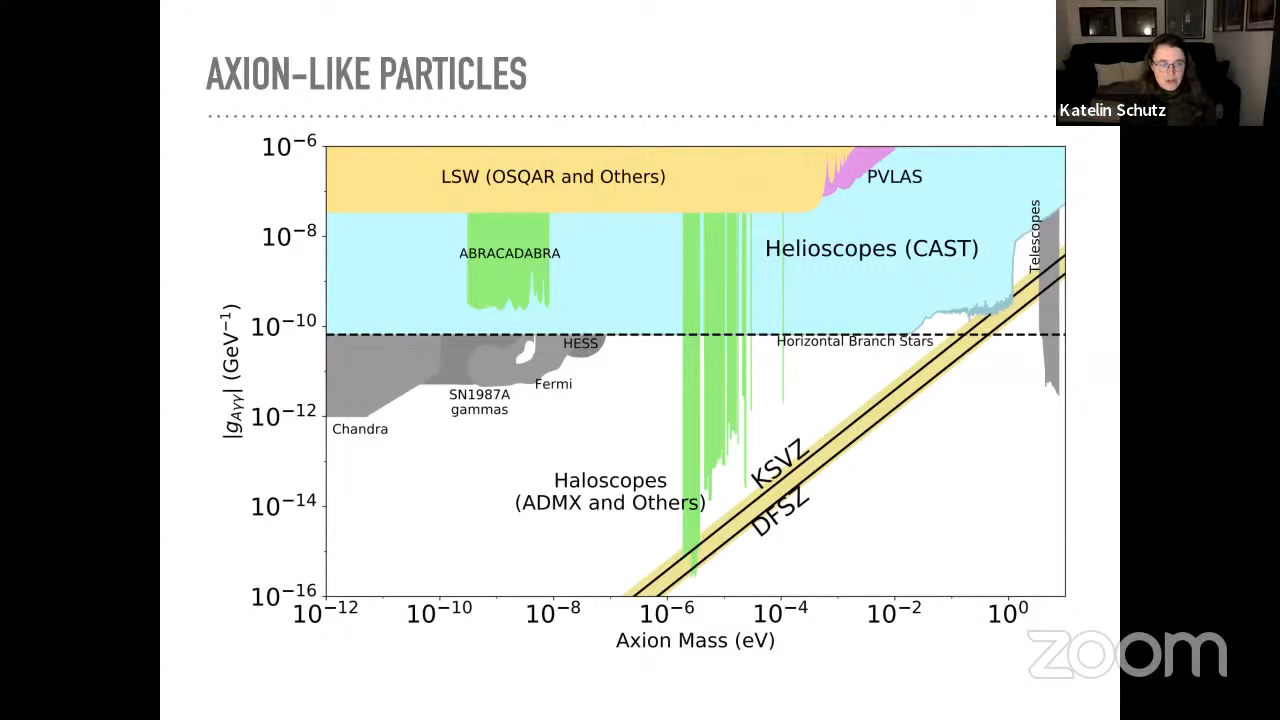 AXION-LIKE PARTICLES
Katelin Schutz
10⁻⁶
LSW (OSQAR and Others)
PVLAS
Telescopes
10⁻⁸
ABRACADABRA
Helioscopes (CAST)
10⁻¹⁰
HESS
Horizontal Branch Stars
Fermi
SN1987A
gammas
10⁻¹²
Chandra
|g_{Aγγ}| (GeV⁻¹)
KSVZ
Haloscopes
(ADMX and Others)
10⁻¹⁴
DFSZ
10⁻¹⁶
10⁻¹² 10⁻¹⁰ 10⁻⁸ 10⁻⁶ 10⁻⁴ 10⁻² 10⁰
Axion Mass (eV)
zoom